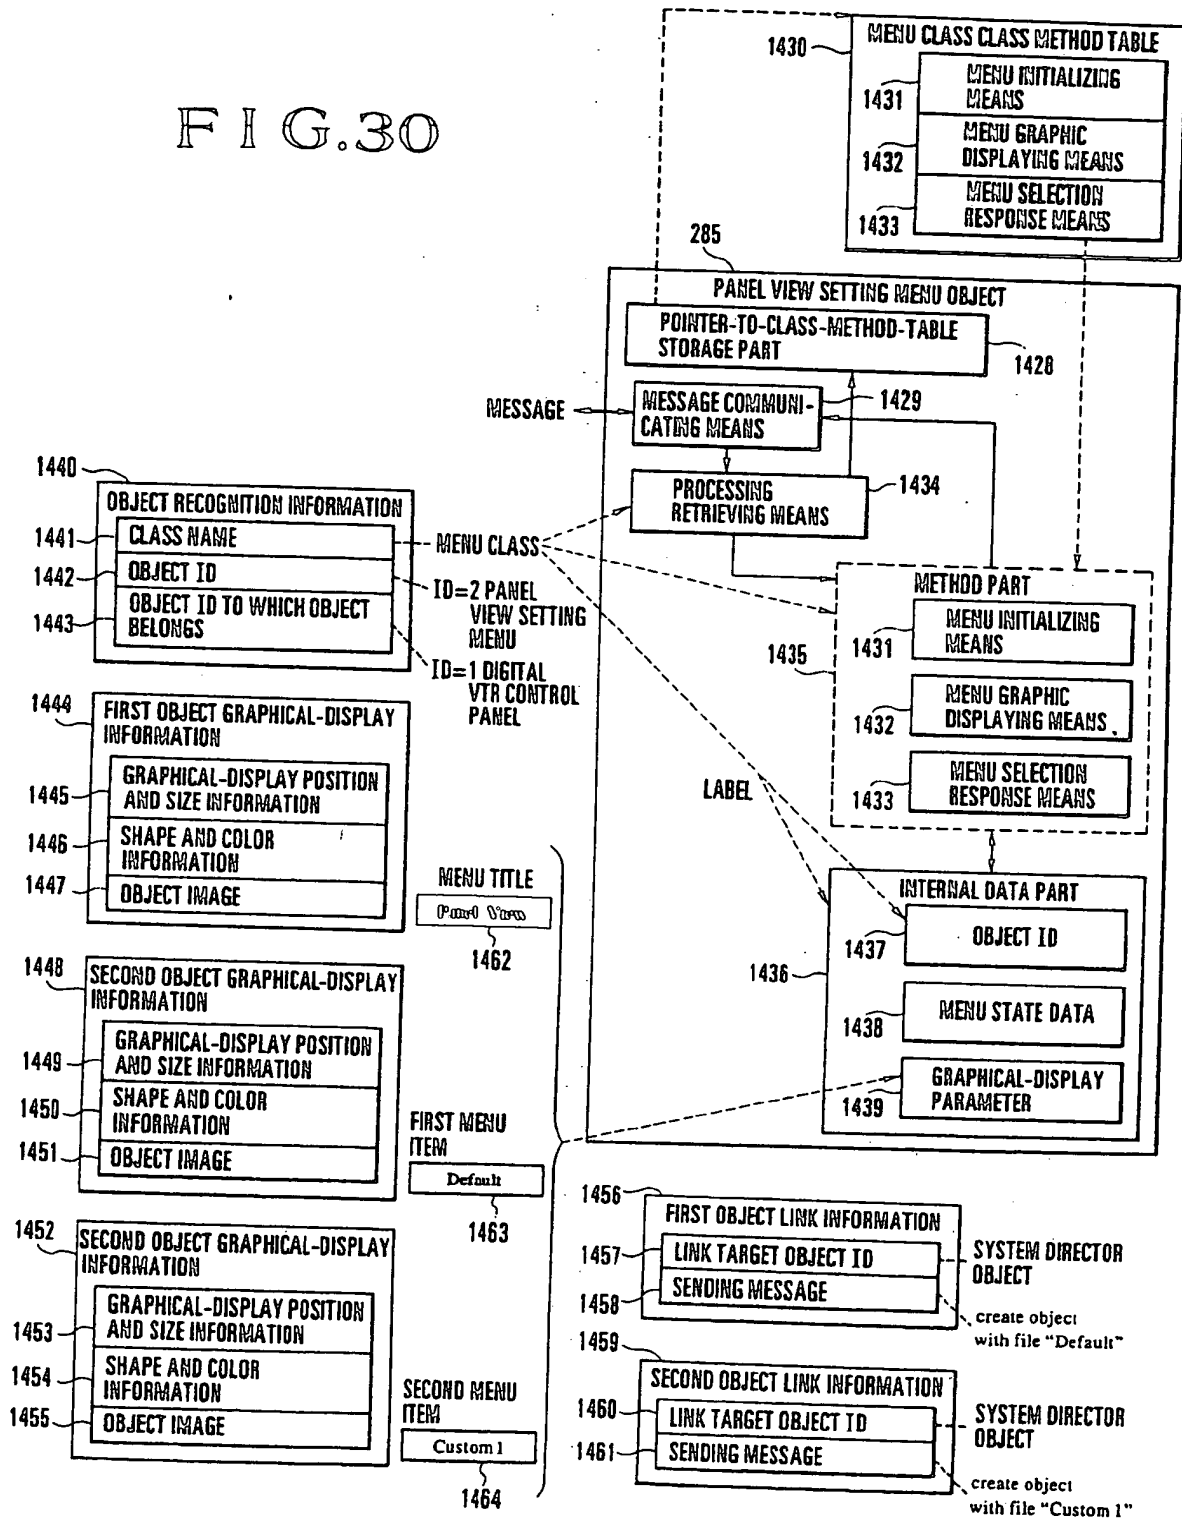 FIG.30
1430
MENU CLASS CLASS METHOD TABLE
1431
MENU INITIALIZING
MEANS
1432
MENU GRAPHIC
DISPLAYING MEANS
1433
MENU SELECTION
RESPONSE MEANS
285
PANEL VIEW SETTING MENU OBJECT
POINTER-TO-CLASS-METHOD-TABLE
STORAGE PART
1428
MESSAGE
MESSAGE COMMUNI-
CATING MEANS
1429
PROCESSING
RETRIEVING MEANS
1434
METHOD PART
1435
1431
MENU INITIALIZING
MEANS
1432
MENU GRAPHIC
DISPLAYING MEANS
1433
MENU SELECTION
RESPONSE MEANS
LABEL
INTERNAL DATA PART
1436
1437
OBJECT ID
1438
MENU STATE DATA
1439
GRAPHICAL-DISPLAY
PARAMETER
1440
OBJECT RECOGNITION INFORMATION
1441
CLASS NAME
MENU CLASS
1442
OBJECT ID
ID=2 PANEL
VIEW SETTING
MENU
1443
OBJECT ID TO WHICH OBJECT
BELONGS
ID=1 DIGITAL
VTR CONTROL
PANEL
1444
FIRST OBJECT GRAPHICAL-DISPLAY
INFORMATION
1445
GRAPHICAL-DISPLAY POSITION
AND SIZE INFORMATION
1446
SHAPE AND COLOR
INFORMATION
1447
OBJECT IMAGE
MENU TITLE
Panel View
1462
1448
SECOND OBJECT GRAPHICAL-DISPLAY
INFORMATION
1449
GRAPHICAL-DISPLAY POSITION
AND SIZE INFORMATION
1450
SHAPE AND COLOR
INFORMATION
1451
OBJECT IMAGE
FIRST MENU
ITEM
Default
1463
1452
SECOND OBJECT GRAPHICAL-DISPLAY
INFORMATION
1453
GRAPHICAL-DISPLAY POSITION
AND SIZE INFORMATION
1454
SHAPE AND COLOR
INFORMATION
1455
OBJECT IMAGE
SECOND MENU
ITEM
Custom 1
1464
1456
FIRST OBJECT LINK INFORMATION
1457
LINK TARGET OBJECT ID
SYSTEM DIRECTOR
OBJECT
1458
SENDING MESSAGE
create object
with file "Default"
1459
SECOND OBJECT LINK INFORMATION
1460
LINK TARGET OBJECT ID
SYSTEM DIRECTOR
OBJECT
1461
SENDING MESSAGE
create object
with file "Custom 1"